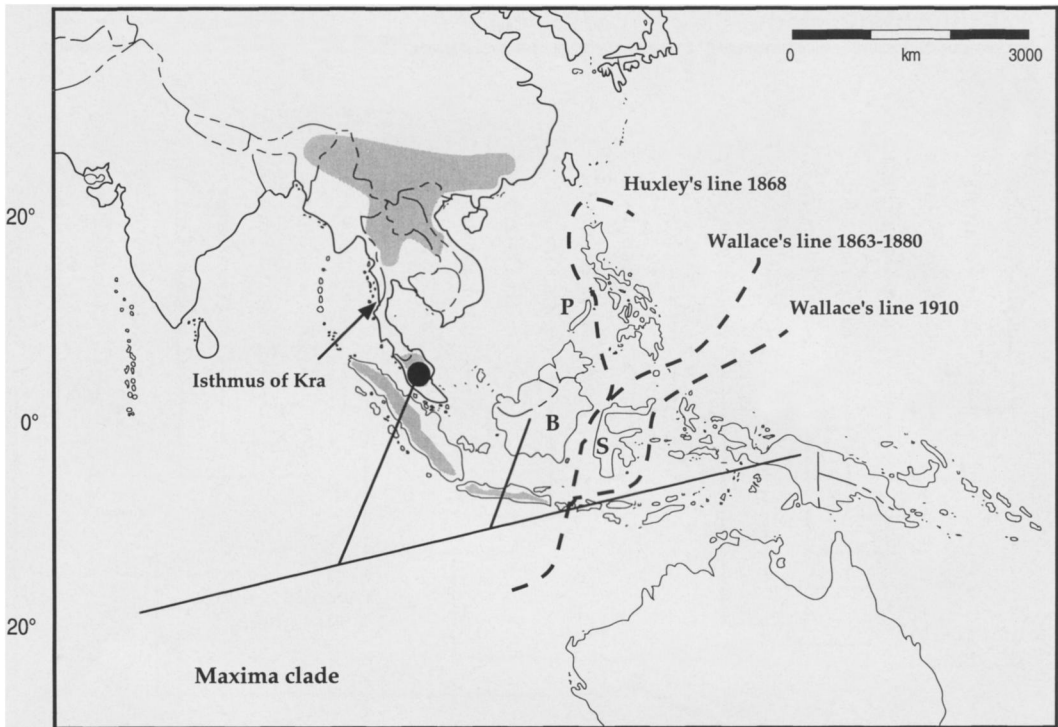 0 km 3000
Huxley's line 1868
20°
Wallace's line 1863-1880
P
Wallace's line 1910
Isthmus of Kra
0°
B
S
20°
Maxima clade